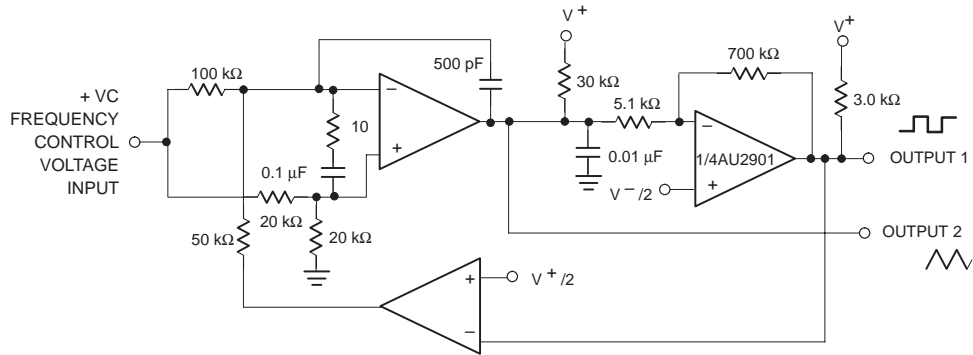 V+
V+
500 pF
700 kΩ
100 kΩ
30 kΩ
3.0 kΩ
5.1 kΩ
+ VC
FREQUENCY
CONTROL
VOLTAGE
INPUT
−
+
10
0.1 μF
0.01 μF
−
1/4AU2901
+
OUTPUT 1
V−/2
20 kΩ
50 kΩ
20 kΩ
OUTPUT 2
+
V+/2
−